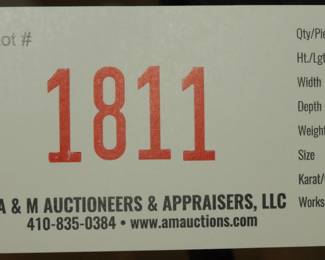 ot #
1811
A & M AUCTIONEERS & APPRAISERS, LLC
410-835-0384 • www.amauctions.com
Qty/Pie
Ht./Lgt
Width
Depth
Weight
Size
Karat/
Works